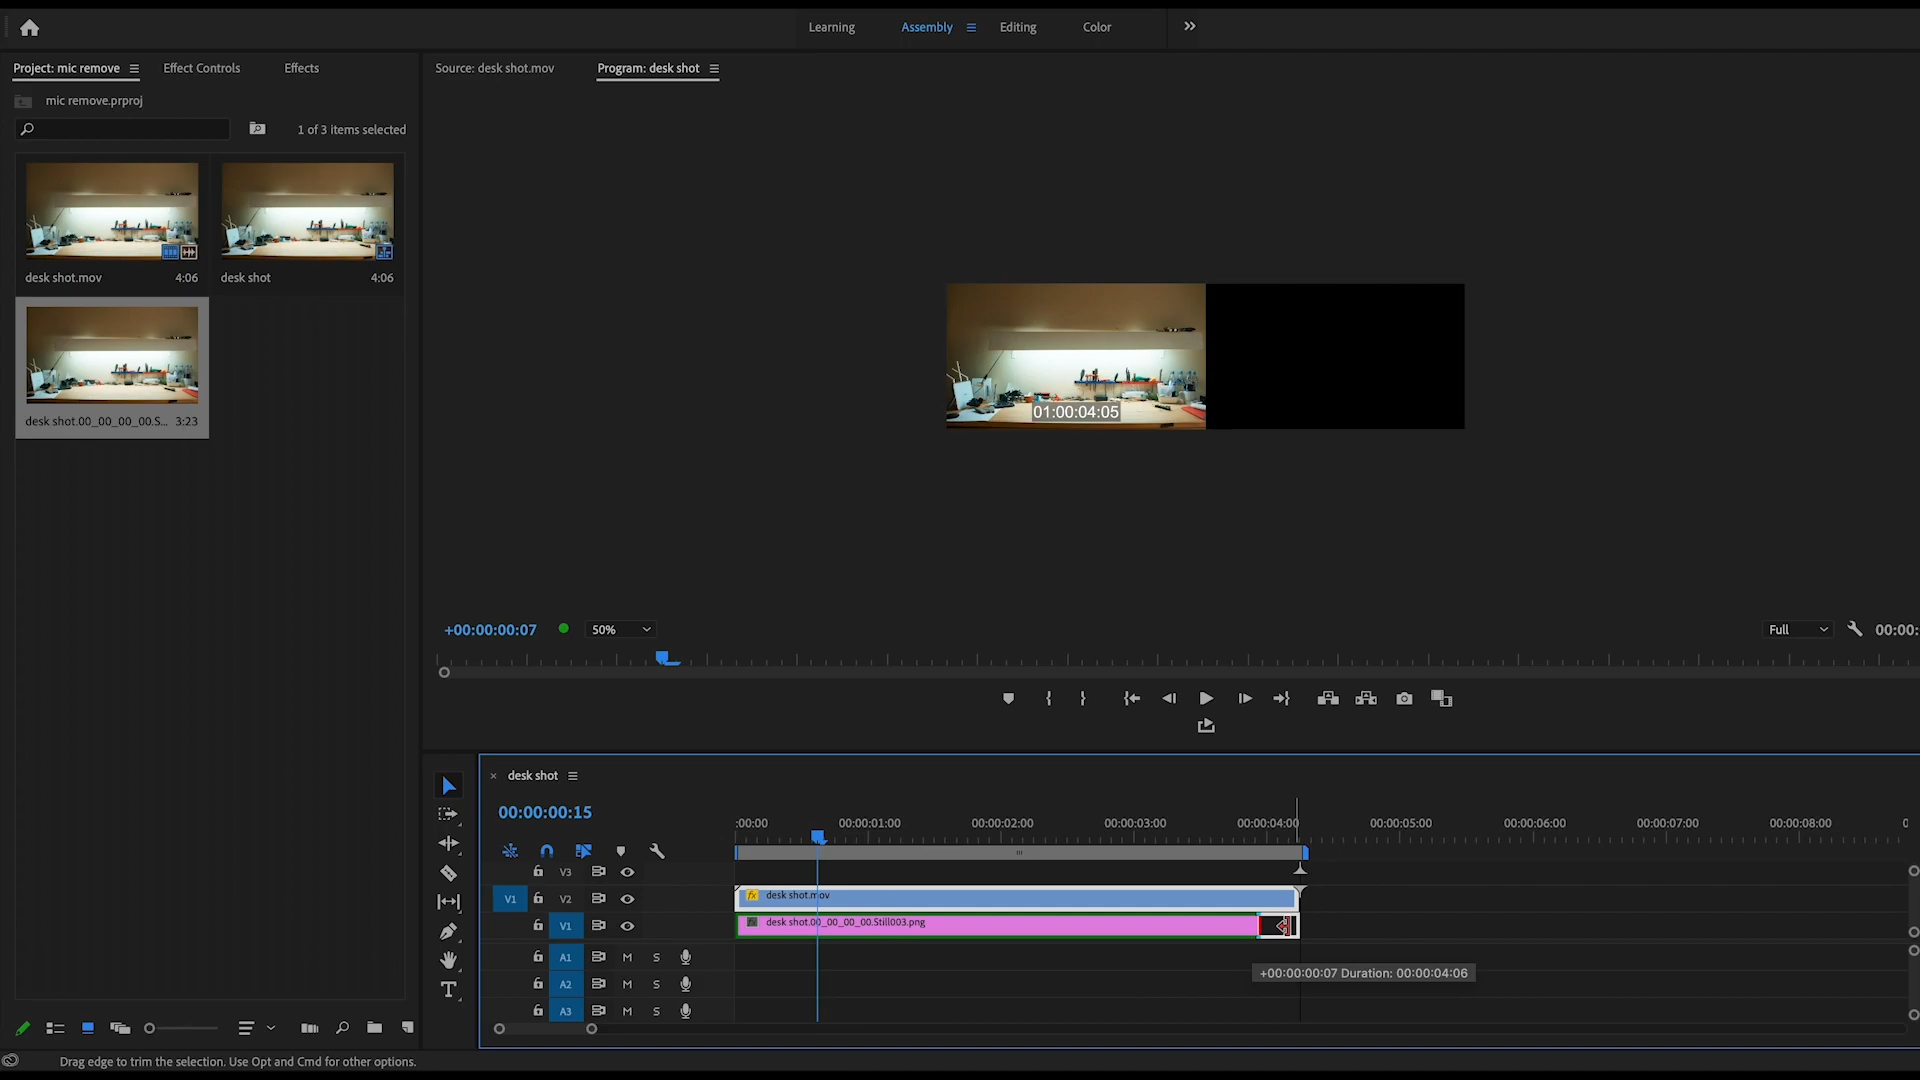 Learning
Assembly
Editing
Color
Project: mic remove
Effect Controls
Effects
Source: desk shot.mov
Program: desk shot
mic remove.prproj
1 of 3 items selected
desk shot.mov
4:06
desk shot
4:06
desk shot.00_00_00_00.S...
3:23
01:00:04:05
+00:00:00:07
50%
Full
00:00:
desk shot
00:00:00:15
:00:00
00:00:01:00
00:00:02:00
00:00:03:00
00:00:04:00
00:00:05:00
00:00:06:00
00:00:07:00
00:00:08:00
V3
V1
V2
fx
desk shot.mov
V1
desk shot.00_00_00_00.Still003.png
A1
M
S
+00:00:00:07 Duration: 00:00:04:06
A2
M
S
A3
M
S
T
Drag edge to trim the selection. Use Opt and Cmd for other options.